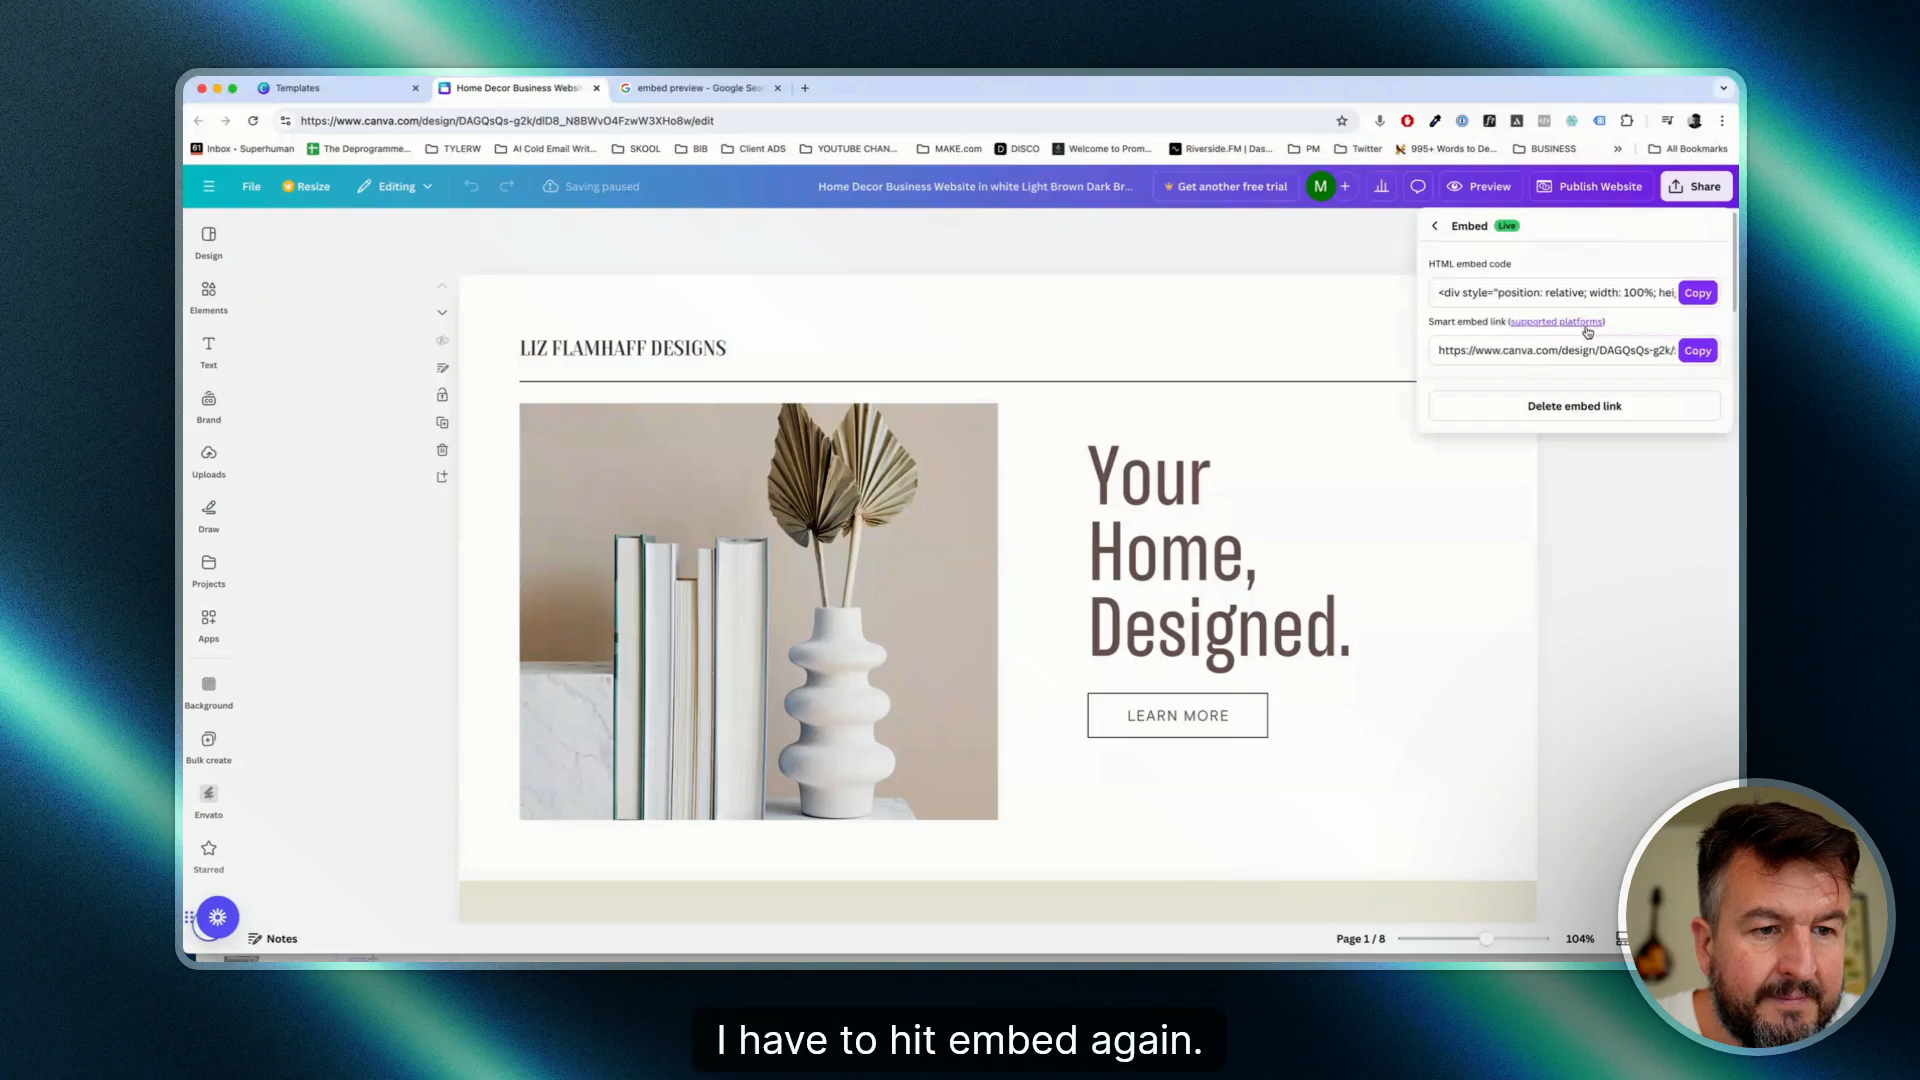 Templates
Home Decor Business Websi
embed preview - Google Sea
https://www.canva.com/design/DAGQsQs-g2k/dlD8_N8BWvO4FzwW3XHo8w/edit
Inbox • Superhuman
The Deprogramme...
TYLERW
AI Cold Email Writ...
SKOOL
BIB
Client ADS
YOUTUBE CHAN...
MAKE.com
DISCO
Welcome to Prom...
Riverside.FM | Das...
PM
Twitter
995+ Words to De...
BUSINESS
»
All Bookmarks
File
Resize
Editing
Saving paused
Home Decor Business Website in white Light Brown Dark Br...
Get another free trial
M
Preview
Publish Website
Share
Design
Elements
Text
Brand
Uploads
Draw
Projects
Apps
Background
Bulk create
Envato
Starred
Embed Live
HTML embed code
<div style="position: relative; width: 100%; hei
Copy
Smart embed link (supported platforms)
https://www.canva.com/design/DAGQsQs-g2k/
Copy
Delete embed link
LIZ FLAMHAFF DESIGNS
Your
Home,
Designed.
LEARN MORE
Notes
Page 1 / 8
104%
I have to hit embed again.